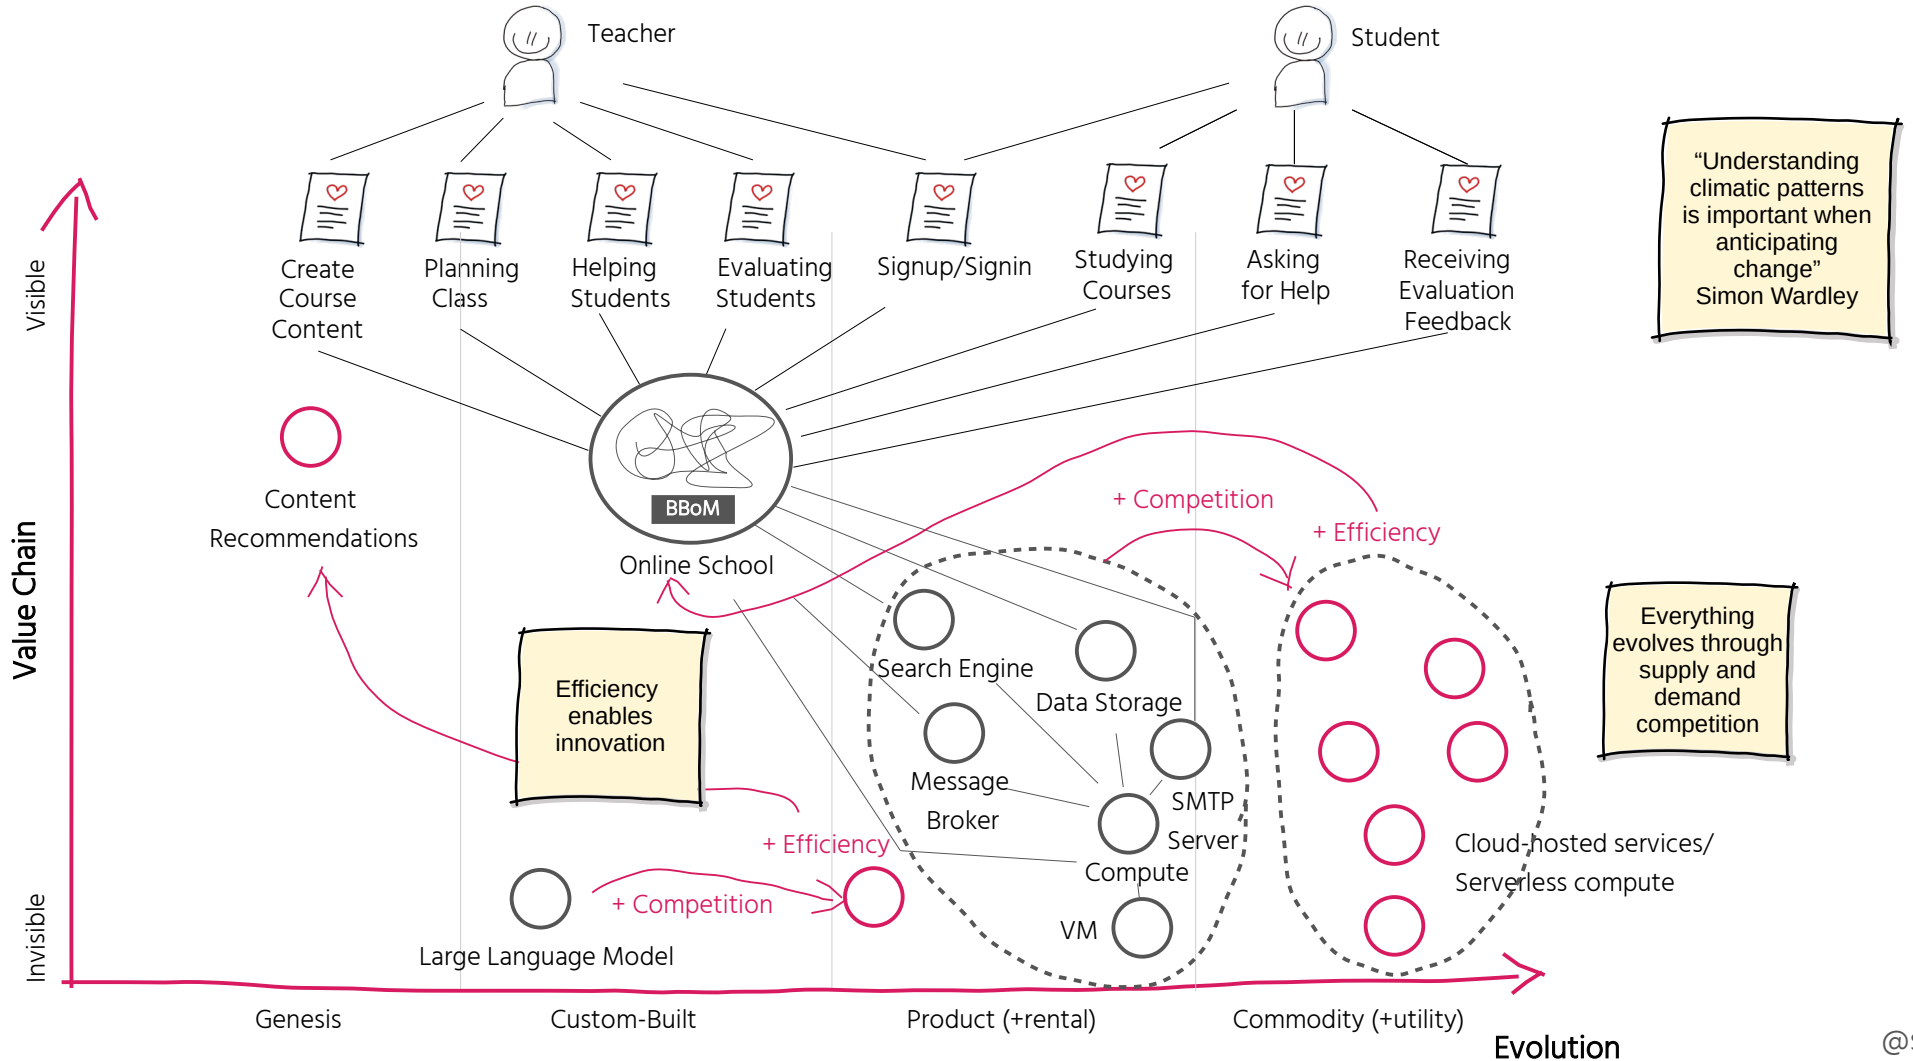 Teacher
Student
“Understanding
climatic patterns
is important when
anticipating
change”
Simon Wardley
Create
Course
Content
Planning
Class
Helping
Students
Evaluating
Students
Signup/Signin
Studying
Courses
Asking
for Help
Receiving
Evaluation
Feedback
Visible
Value Chain
Invisible
Content
Recommendations
BBoM
Online School
+ Competition
+ Efficiency
Everything
evolves through
supply and
demand
competition
Efficiency
enables
innovation
Search Engine
Data Storage
Message
Broker
SMTP
Server
Compute
VM
+ Efficiency
+ Competition
Large Language Model
Cloud-hosted services/
Serverless compute
Genesis
Custom-Built
Product (+rental)
Commodity (+utility)
Evolution